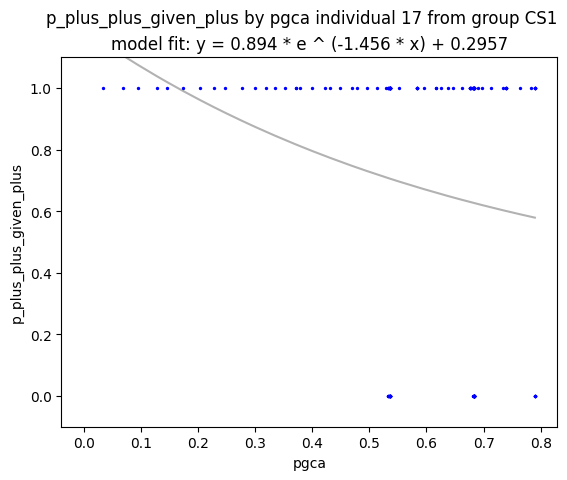 p_plus_plus_given_plus by pgca individual 17 from group CS1
model fit: y = 0.894 * e ^ (-1.456 * x) + 0.2957
p_plus_plus_given_plus
1.0
0.8
0.6
0.4
0.2
0.0
0.0 0.1 0.2 0.3 0.4 0.5 0.6 0.7 0.8
pgca